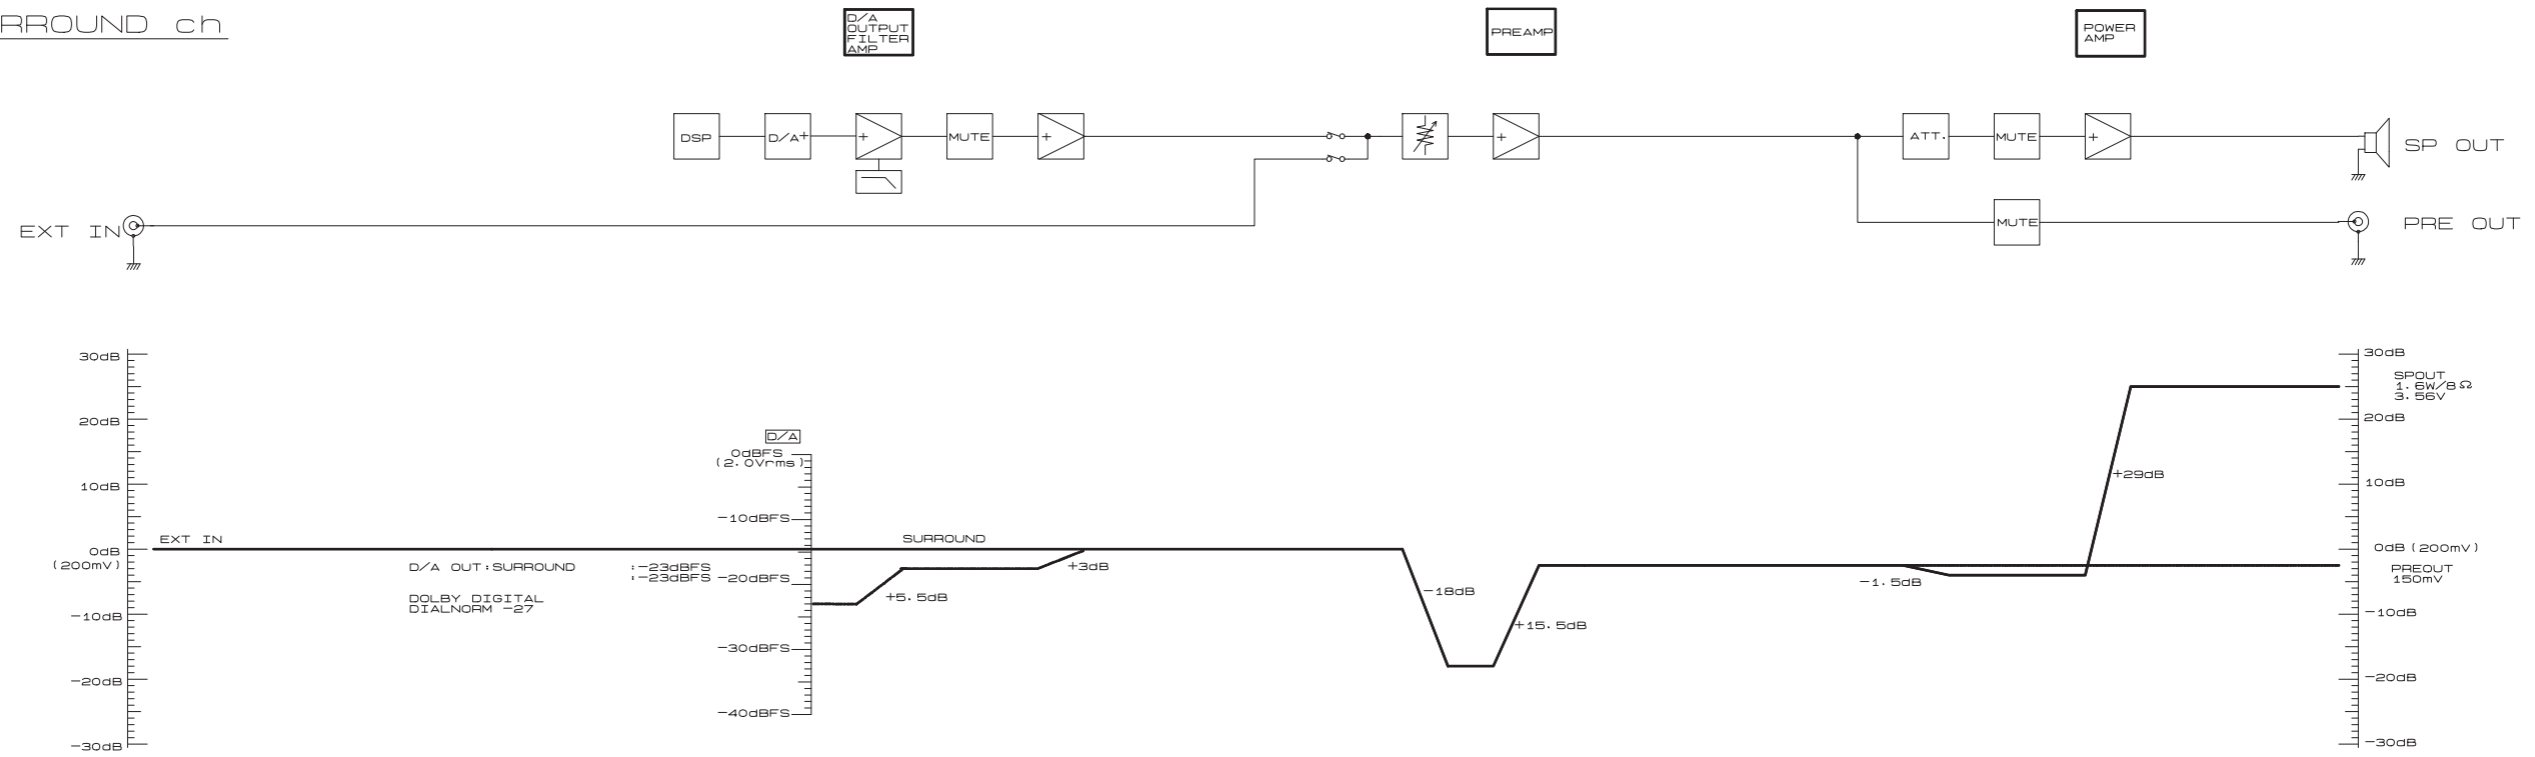 RROUND ch
D/A
OUTPUT
FILTER
AMP
PREAMP
POWER
AMP
DSP
D/A
+
+
MUTE
+
+
ATT.
MUTE
+
SP OUT
EXT IN
MUTE
PRE OUT
30dB
20dB
10dB
0dB
(200mV)
-10dB
-20dB
-30dB
EXT IN
D/A OUT:SURROUND :-23dBFS
:-23dBFS
DOLBY DIGITAL
DIALNORM -27
D/A
0dBFS
(2.0Vrms)
-10dBFS
-20dBFS
-30dBFS
-40dBFS
SURROUND
+5.5dB
+3dB
-18dB
+15.5dB
-1.5dB
+29dB
30dB
SPOUT
1.6W/8Ω
3.56V
20dB
10dB
0dB (200mV)
PREOUT
150mV
-10dB
-20dB
-30dB